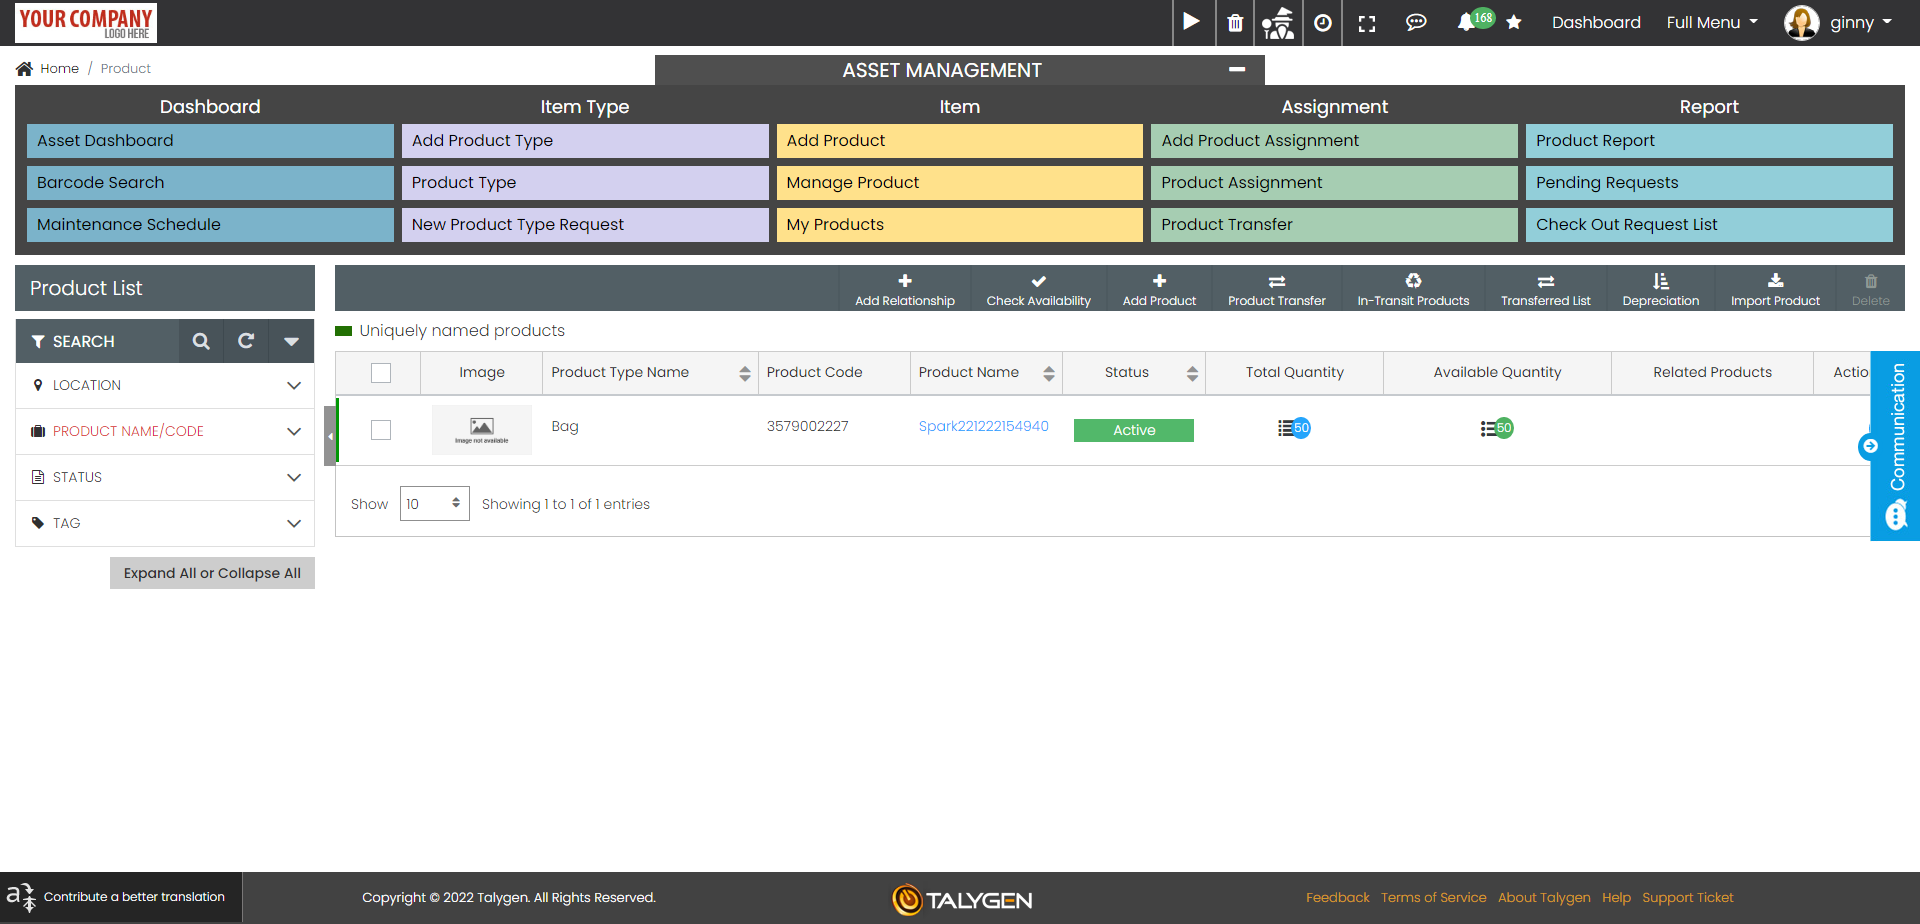 YOUR COMPANY
LOGO HERE
168
Dashboard
Full Menu
ginny
Home / Product
ASSET MANAGEMENT
Dashboard
Item Type
Item
Assignment
Report
Asset Dashboard
Add Product Type
Add Product
Add Product Assignment
Product Report
Barcode Search
Product Type
Manage Product
Product Assignment
Pending Requests
Maintenance Schedule
New Product Type Request
My Products
Product Transfer
Check Out Request List
Product List
Add Relationship
Check Availability
Add Product
Product Transfer
In-Transit Products
Transferred List
Depreciation
Import Product
Delete
SEARCH
LOCATION
PRODUCT NAME/CODE
STATUS
TAG
Expand All or Collapse All
Uniquely named products
Image
Product Type Name
Product Code
Product Name
Status
Total Quantity
Available Quantity
Related Products
Actio
Image not available
Bag
3579002227
Spark221222154940
Active
50
50
Show 10 Showing 1 to 1 of 1 entries
Communication
Contribute a better translation
Copyright © 2022 Talygen. All Rights Reserved.
TALYGEN
Feedback
Terms of Service
About Talygen
Help
Support Ticket